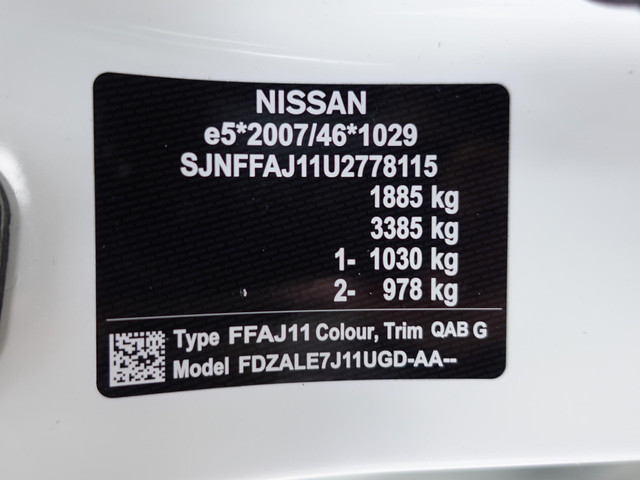 NISSAN
e5*2007/46*1029
SJNFFAJ11U2778115
1885 kg
3385 kg
1- 1030 kg
2- 978 kg
Type FFAJ11 Colour, Trim QAB G
Model FDZALE7J11UGD-AA--